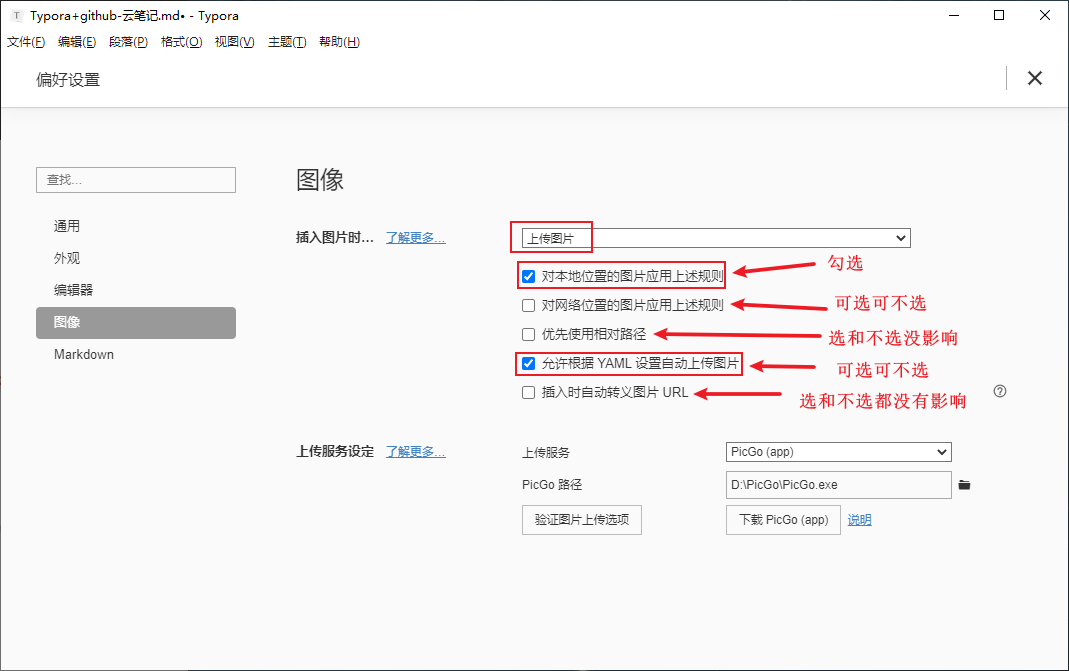 Typora+github-云笔记.md• - Typora
文件(F) 编辑(E) 段落(P) 格式(O) 视图(V) 主题(T) 帮助(H)
偏好设置
查找...
通用
外观
编辑器
图像
Markdown
图像
插入图片时... 了解更多... 上传图片
对本地位置的图片应用上述规则 勾选
对网络位置的图片应用上述规则 可选可不选
优先使用相对路径 选和不选没影响
允许根据 YAML 设置自动上传图片 可选可不选
插入时自动转义图片 URL 选和不选都没有影响
上传服务设定 了解更多... 上传服务 PicGo (app)
PicGo 路径 D:\PicGo\PicGo.exe
验证图片上传选项 下载 PicGo (app) 说明